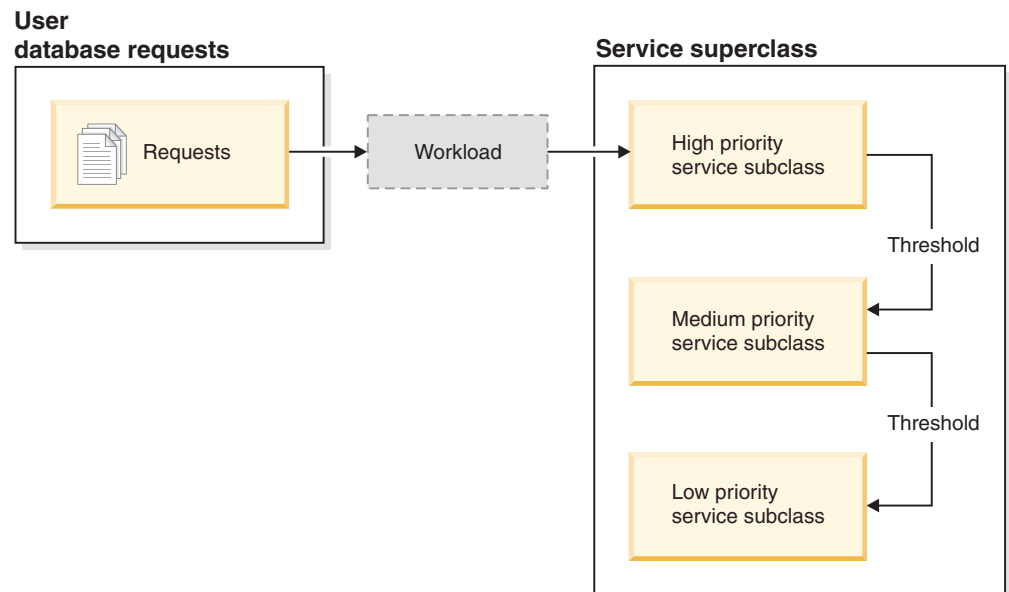 User
database requests
Requests
Workload
Service superclass
High priority
service subclass
Threshold
Medium priority
service subclass
Threshold
Low priority
service subclass